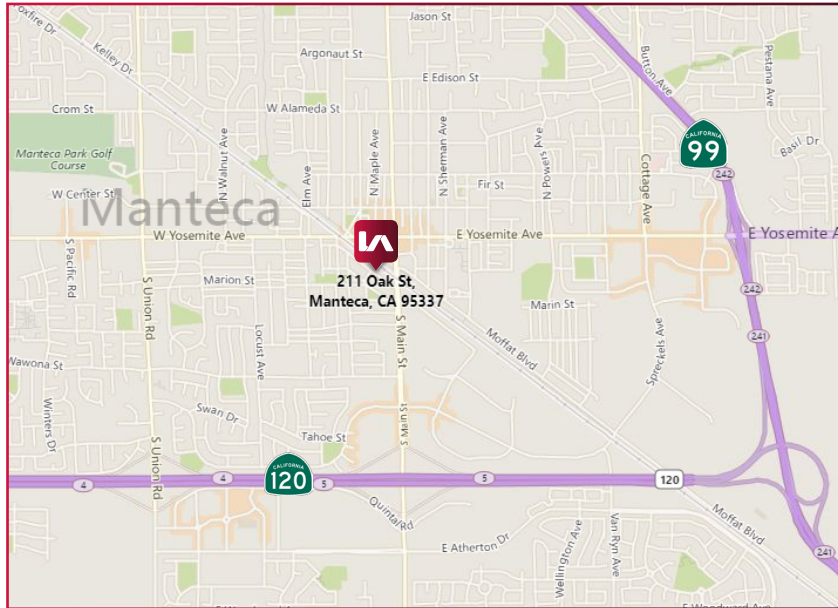 Jason St
Foxfire Dr
Kelley Dr
Argonaut St
E Edison St
Button Ave
Pestana Ave
Crom St
W Alameda St
CALIFORNIA
99
Basil Dr
Manteca Park Golf
Course
N Walnut Ave
Elm Ave
N Maple Ave
N Sherman Ave
N Powers Ave
Cottage Ave
242
Fir St
W Center St
Manteca
W Yosemite Ave
E Yosemite Ave
E Yosemite A
S Pacific Rd
S Union Rd
Marion St
211 Oak St,
Manteca, CA 95337
242
Marin St
S Main St
Moffat Blvd
Spreckels Ave
241
Wawona St
Locust Ave
Winters Dr
Swan Dr
S Main St
Tahoe St
S Union Rd
CALIFORNIA
120
4
4
5
5
120
Quintal Rd
Moffat Blvd
E Atherton Dr
Wellington Ave
Van Ryn Ave
241
E Woodward Ave